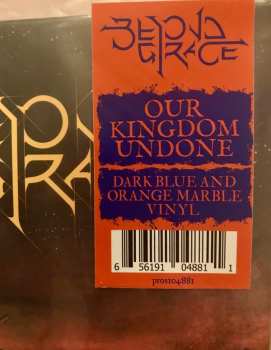 BEYOND
GRACE
OUR
KINGDOM
UNDONE
DARK BLUE AND
ORANGE MARBLE
VINYL
6 56191 04881 1
pros104881